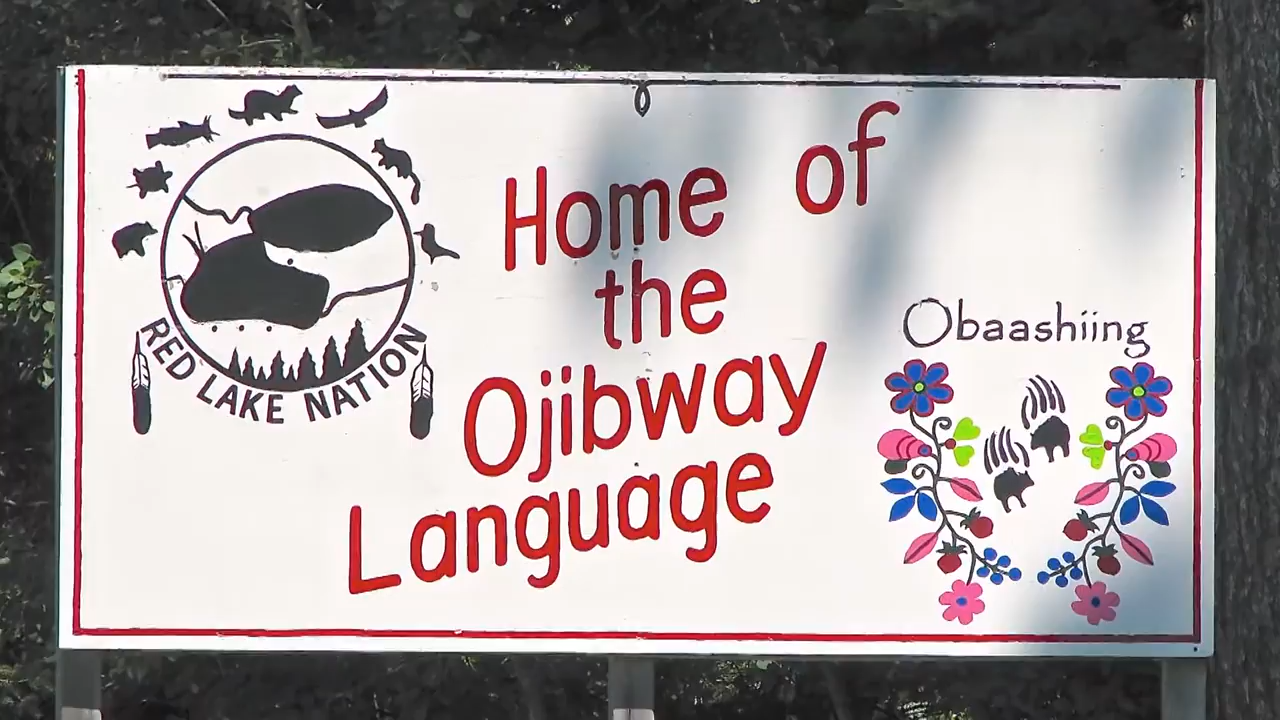 RED LAKE NATION
Home of
the
Ojibway
Language
Obaashiing